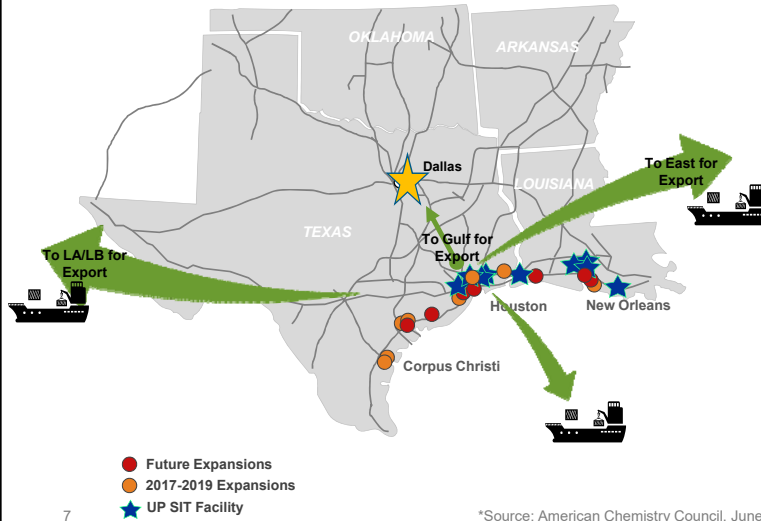 OKLAHOMA
ARKANSAS
Dallas
To East for
Export
LOUISIANA
TEXAS
To Gulf for
Export
To LA/LB for
Export
Houston
New Orleans
Corpus Christi
Future Expansions
2017-2019 Expansions
UP SIT Facility
7
*Source: American Chemistry Council, June